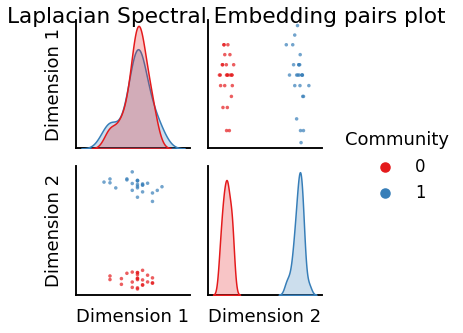 Laplacian Spectral Embedding pairs plot
Dimension 1
Community
0
1
Dimension 2
Dimension 1
Dimension 2